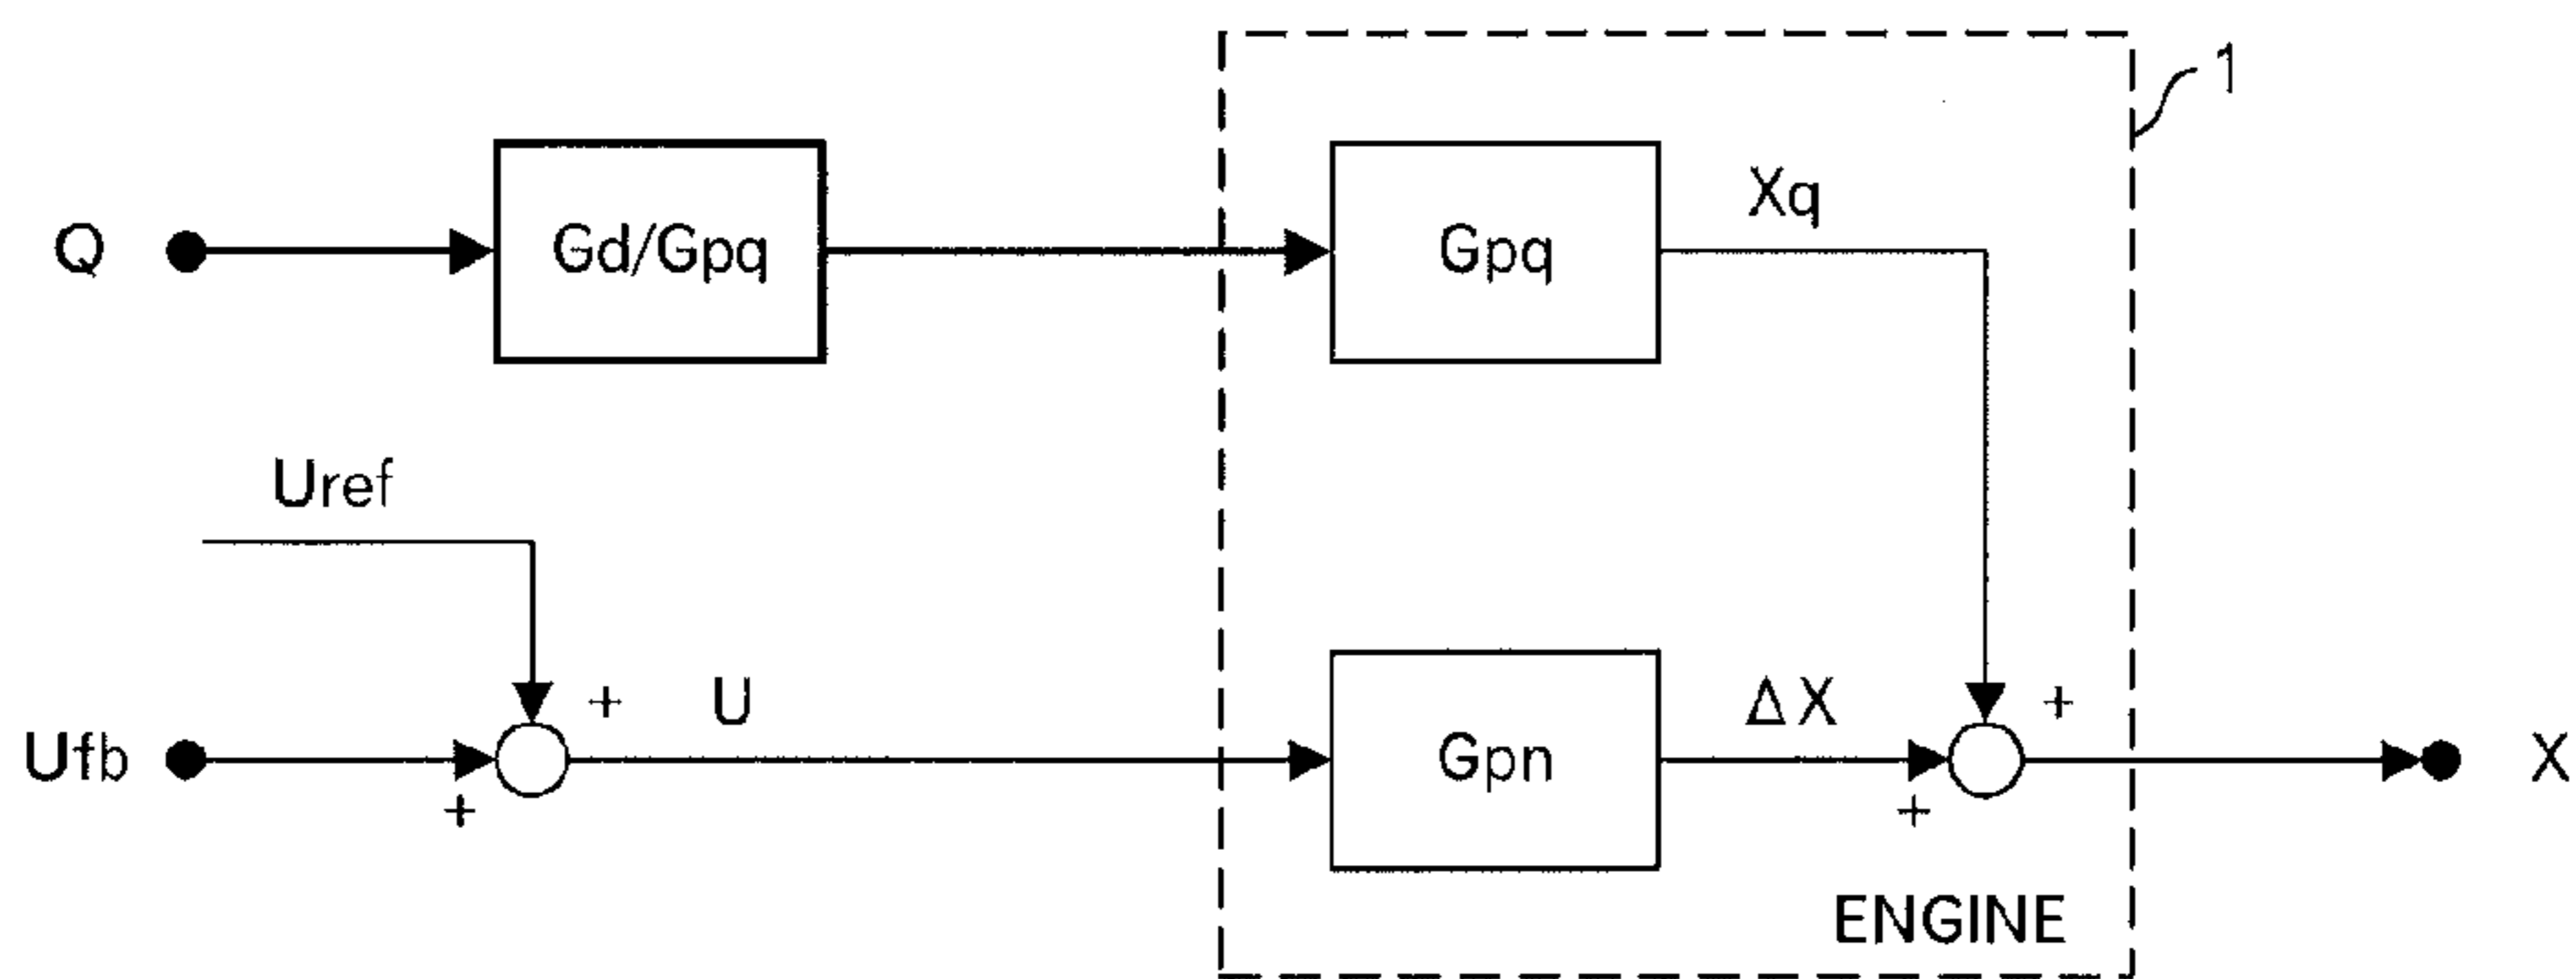 1
Q
Gd/Gpq
Gpq
Xq
Uref
+
U
Ufb
+
Gpn
ΔX
+
+
X
ENGINE